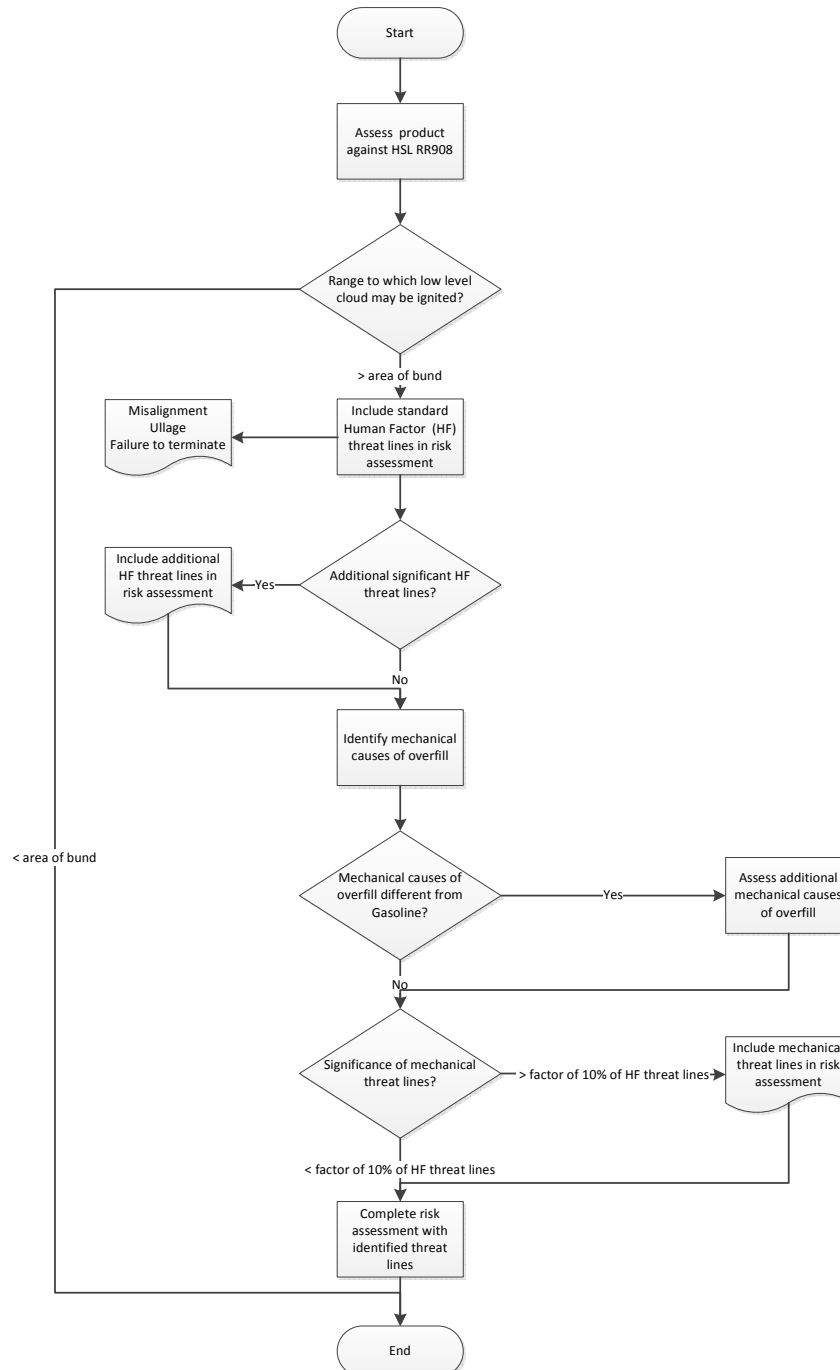 Start
Assess product
against HSL RR908
Range to which low level
cloud may be ignited?
> area of bund
Misalignment
Ullage
Failure to terminate
Include standard
Human Factor (HF)
threat lines in risk
assessment
Include additional
HF threat lines in
risk assessment
Yes
Additional significant HF
threat lines?
No
Identify mechanical
causes of overfill
< area of bund
Mechanical causes of
overfill different from
Gasoline?
Yes
Assess additional
mechanical causes
of overfill
No
Significance of mechanical
threat lines?
> factor of 10% of HF threat lines
Include mechanical
threat lines in risk
assessment
< factor of 10% of HF threat lines
Complete risk
assessment with
identified threat
lines
End